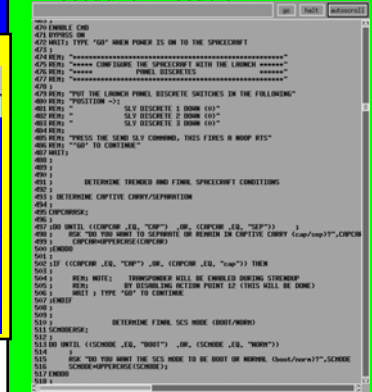 go halt autoscroll
470 ENABLE CMD
471 BYPASS ON
472 WAIT; TYPE "GO" WHEN POWER IS ON TO THE SPACECRAFT
473 ;
474 REM; "
475 REM; "***** CONFIGURE THE SPACECRAFT WITH THE LAUNCH ******"
476 REM; "***** PANEL DISCRETES ******"
477 REM; "
478 ;
479 REM; "PUT THE LAUNCH PANEL DISCRETE SWITCHES IN THE FOLLOWING"
480 REM; "POSITION -;
481 REM; " SLV DISCRETE 1 DOWN (0)"
482 REM; " SLV DISCRETE 2 DOWN (0)"
483 REM; " SLV DISCRETE 3 DOWN (0)"
484 REM;
485 REM; "PRESS THE SEND SLV COMMAND, THIS FIRES A NOOP RTS"
486 REM; ""GO" TO CONTINUE"
487 WAIT;
488 ;
489 ;
490 ;
491 ; DETERMINE TRENDED AND FINAL SPACECRAFT CONDITIONS
492 ;
493 ; DETERMINE CAPTIVE CARRY/SEPARATION
494 ;
495 CAPCARASK;
496 ;
497 ;DO UNTIL ((CAPCAR ,EQ, "CAP") ,OR, (CAPCAR ,EQ, "SEP")) ;
498 ; ASK "DO YOU WANT TO SEPARATE OR REMAIN IN CAPTIVE CARRY (cap/sep)?",CAPCAR
499 ; CAPCAR=UPPERCASE(CAPCAR)
500 ;ENDDO
501 ;
502 ;IF ((CAPCAR ,EQ, "CAP") ,OR, (CAPCAR ,EQ, "cap")) THEN
503 ;
504 ; REM; NOTE; TRANSPONDER WILL BE ENABLED DURING STRENDUP
505 ; REM; BY DISABLING ACTION POINT 12 (THIS WILL BE DONE)
506 ; WAIT ; TYPE "GO" TO CONTINUE
507 ;ENDIF
508 ;
509 ;
510 ; DETERMINE FINAL SCS MODE (BOOT/NORM)
511 SCMODEASK;
512 ;
513 DO UNTIL ((SCMODE ,EQ, "BOOT") ,OR, (SCMODE ,EQ, "NORM"))
514 ;
515 ASK "DO YOU WANT THE SCS MODE TO BE BOOT OR NORMAL (boot/norm)?",SCMODE
516 SCMODE=UPPERCASE(SCMODE);
517 ENDDO
518 ;